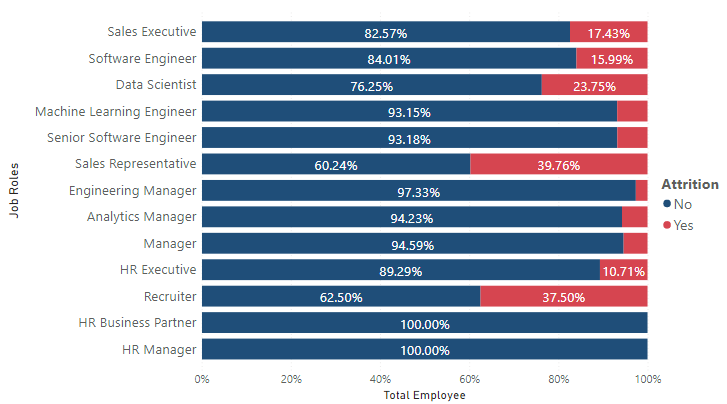 Sales Executive 82.57% 17.43%
Software Engineer 84.01% 15.99%
Data Scientist 76.25% 23.75%
Machine Learning Engineer 93.15%
Senior Software Engineer 93.18%
Sales Representative 60.24% 39.76%
Engineering Manager 97.33%
Analytics Manager 94.23%
Manager 94.59%
HR Executive 89.29% 10.71%
Recruiter 62.50% 37.50%
HR Business Partner 100.00%
HR Manager 100.00%
0% 20% 40% 60% 80% 100%
Total Employee
Job Roles
Attrition
No
Yes